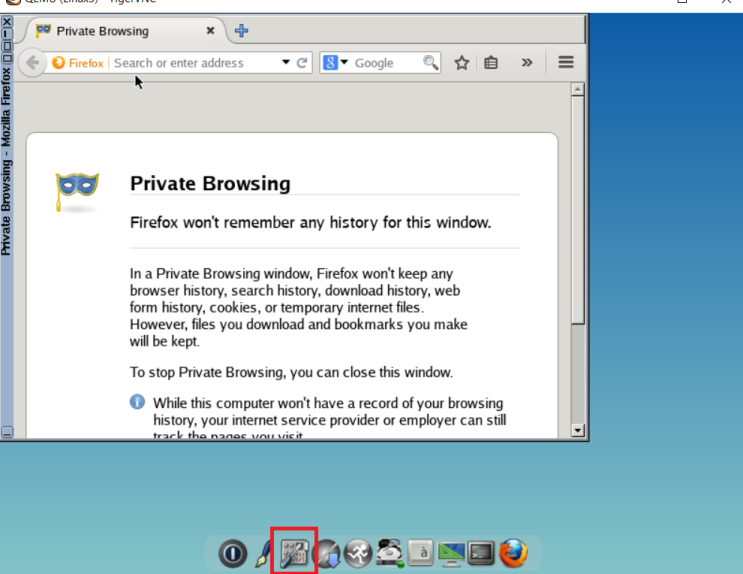 QEMU (Linux5) - TigerVNC
Private Browsing
Firefox
Search or enter address
Google
Private Browsing - Mozilla Firefox
Private Browsing
Firefox won't remember any history for this window.
In a Private Browsing window, Firefox won't keep any
browser history, search history, download history, web
form history, cookies, or temporary internet files.
However, files you download and bookmarks you make
will be kept.
To stop Private Browsing, you can close this window.
While this computer won't have a record of your browsing
history, your internet service provider or employer can still
track the pages you visit.
à